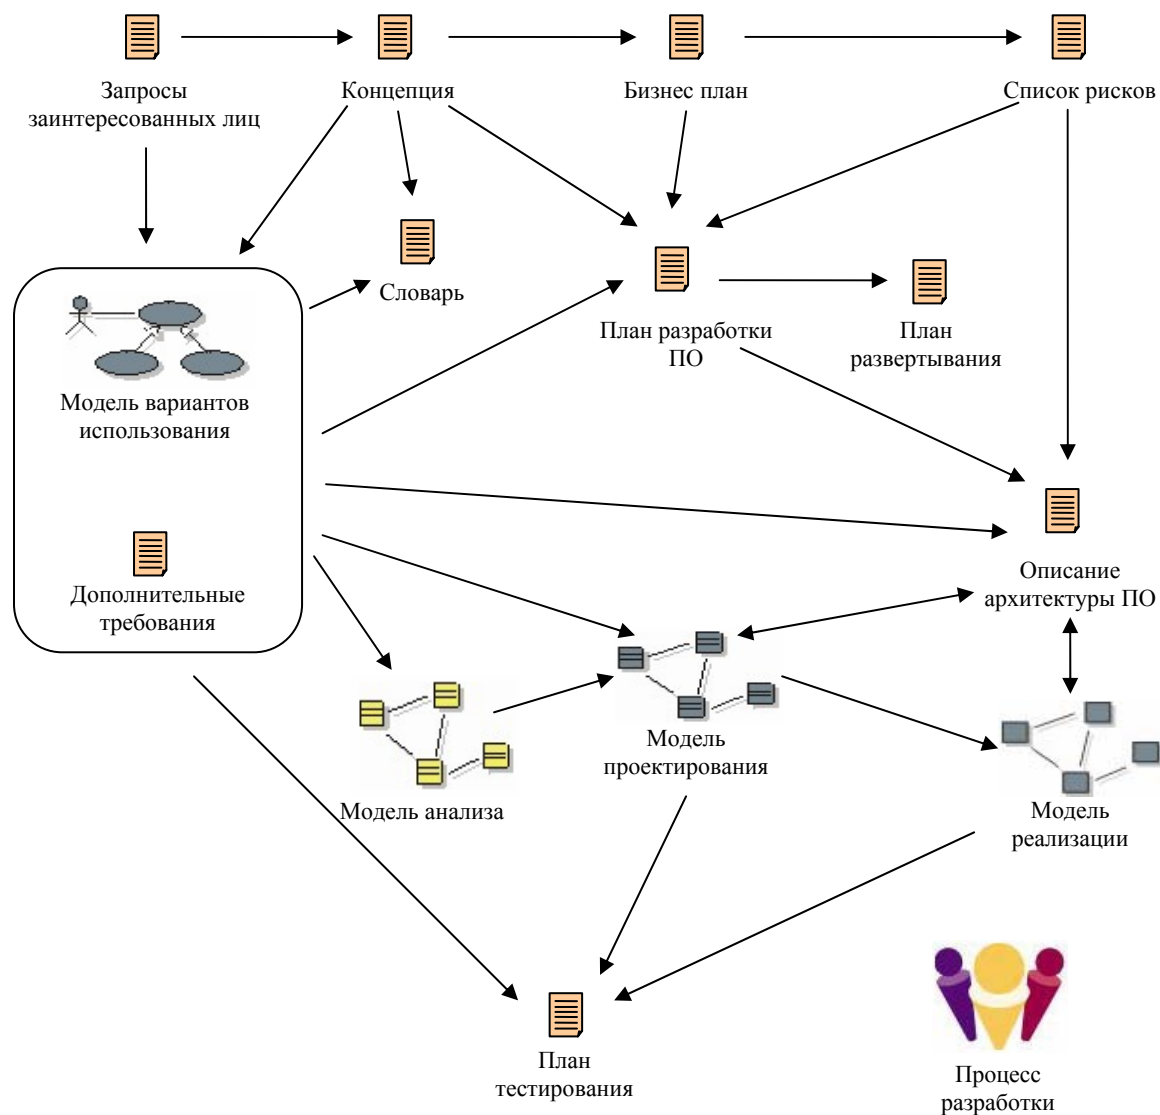 Запросы
заинтересованных лиц
Концепция
Бизнес план
Список рисков
Словарь
План разработки
ПО
План
развертывания
Модель вариантов
использования
Дополнительные
требования
Описание
архитектуры ПО
Модель анализа
Модель
проектирования
Модель
реализации
План
тестирования
Процесс
разработки